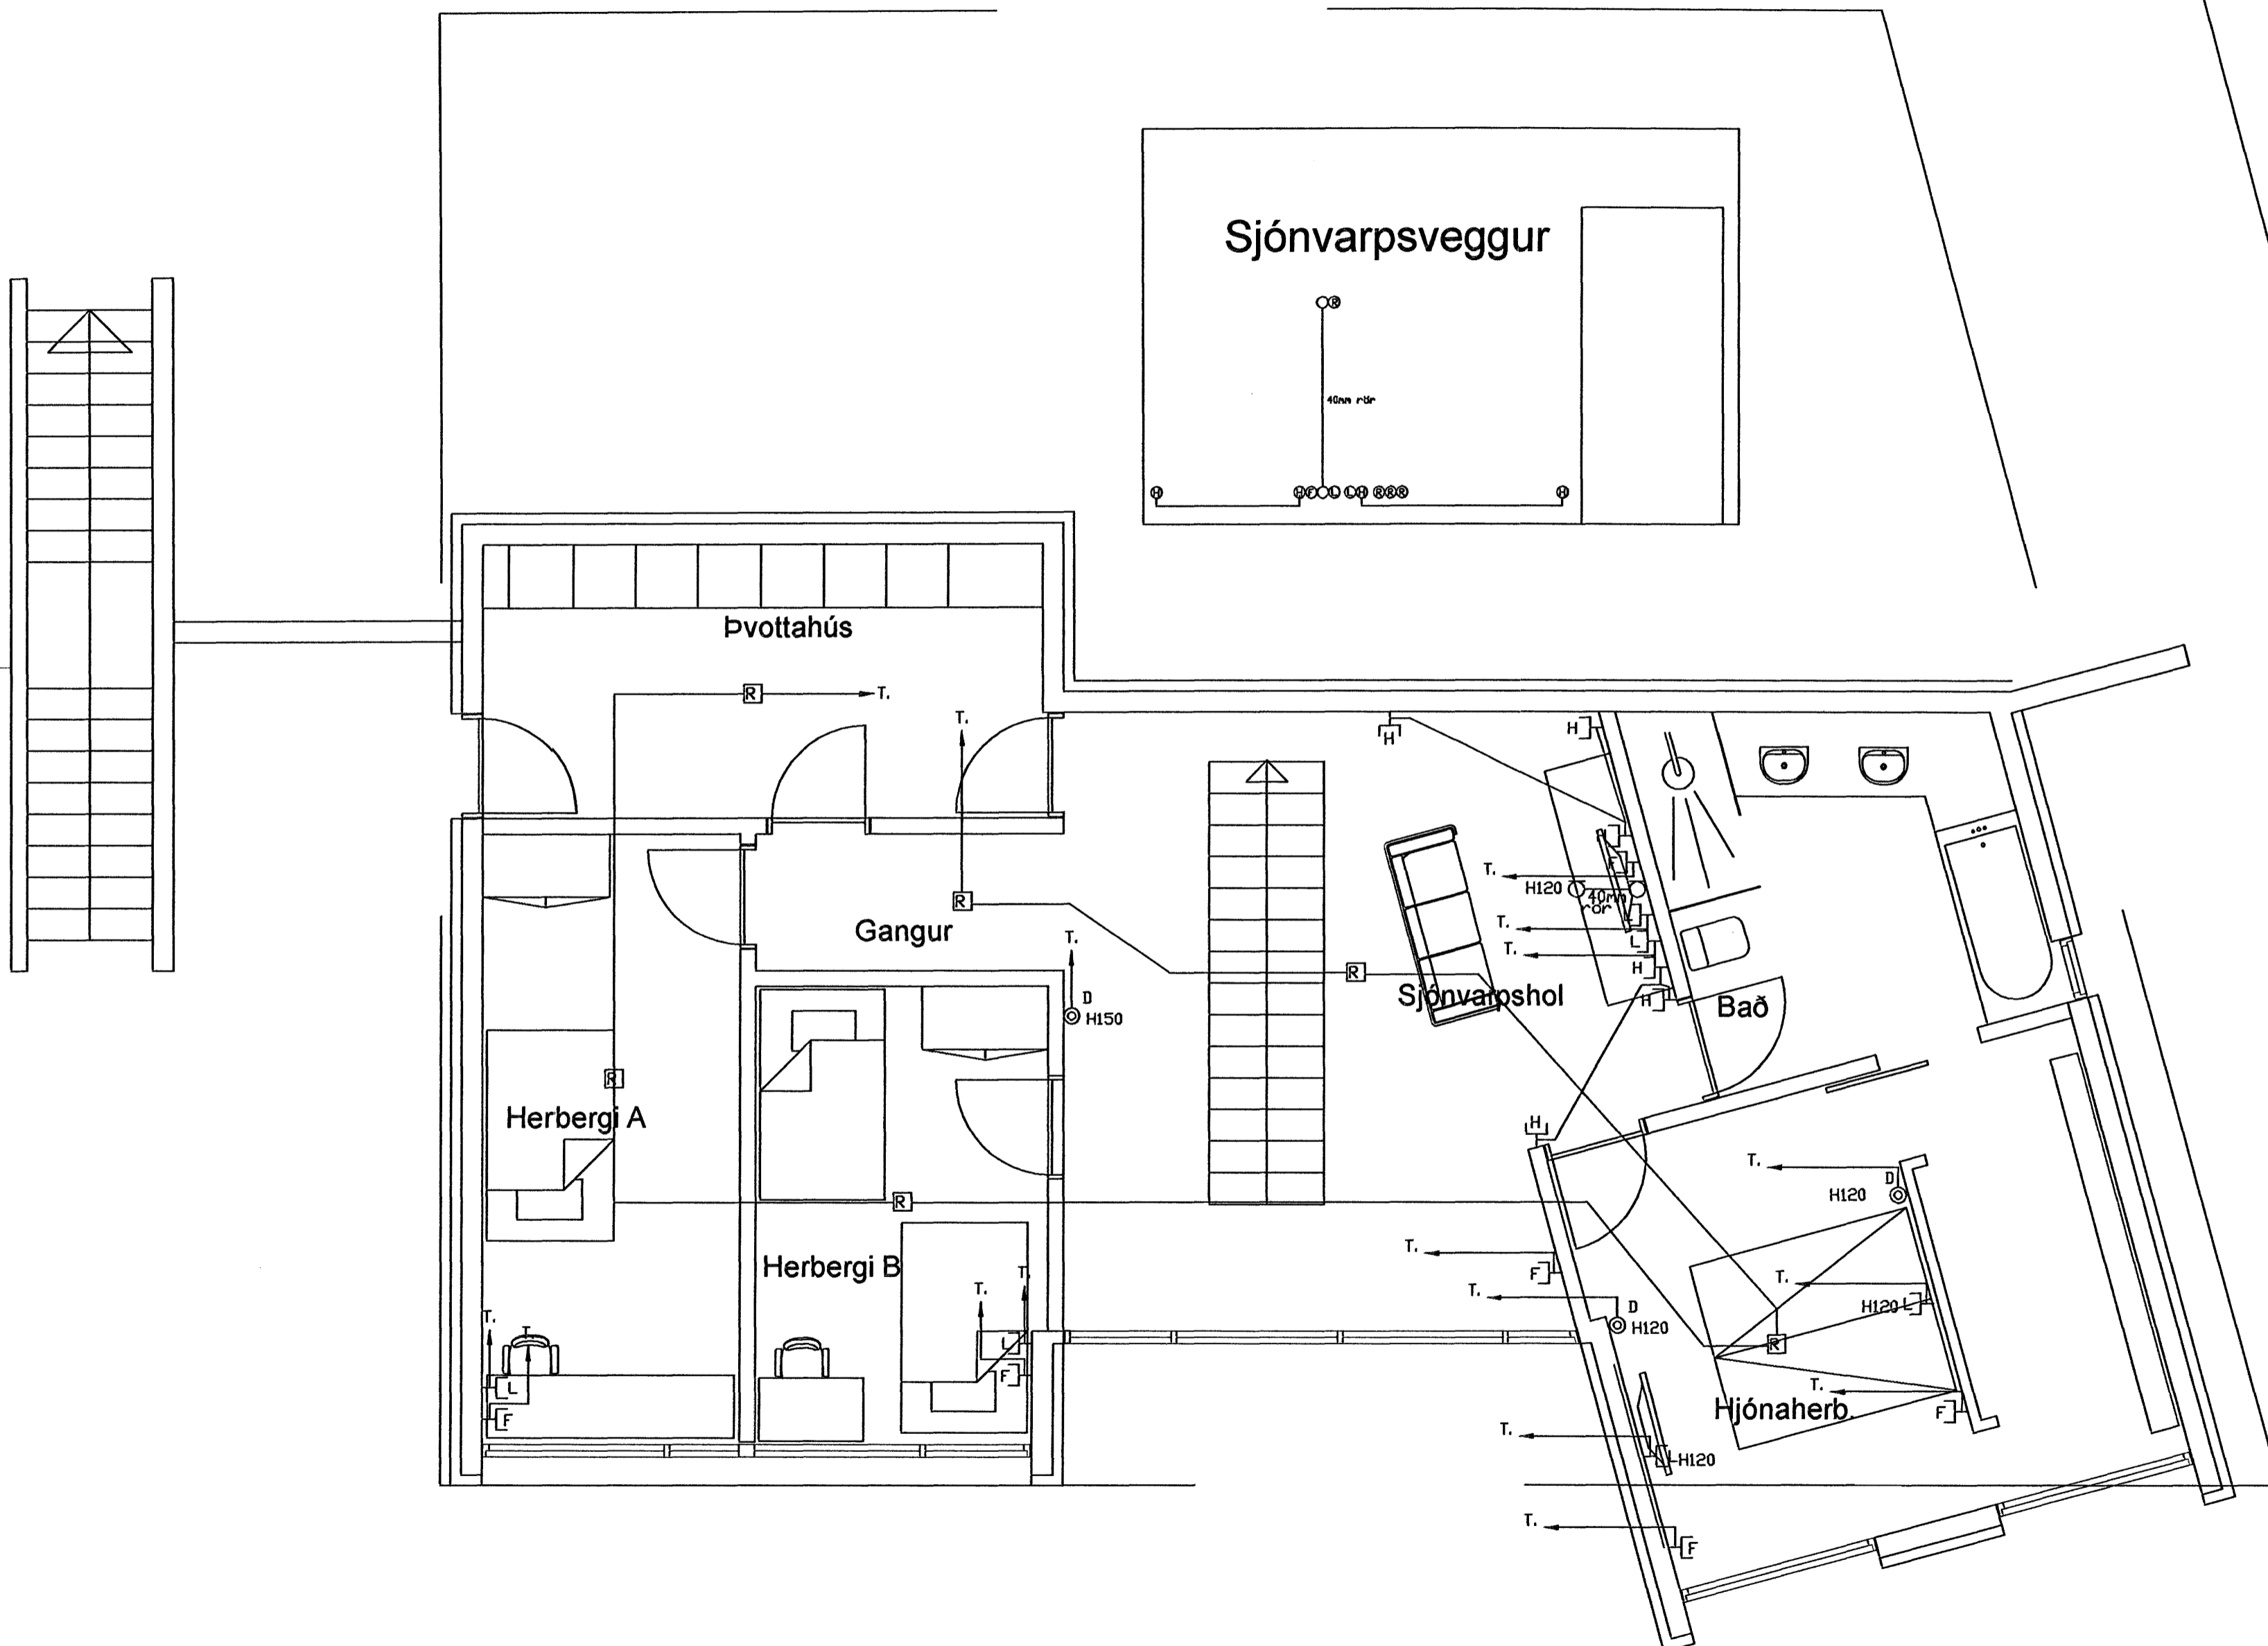 Sjónvarpsveggur
R
40mm rör
H
H F L L H R R R
H
Þvottahús
R
T.
T.
H
H
R
Gangur
T.
H
F
T.
H120
40mm
rör
L
T.
L
T.
H
H
T.
D
H150
R
Sjónvarpshol
Bað
R
Herbergi A
H
T.
D
H120
R
T.
F
Herbergi B
T.
T.
T.
H120 L
T.
D
H120
R
T.
T.
L
F
L
F
T.
F
Hjónaherb.
T.
L H120
T.
F